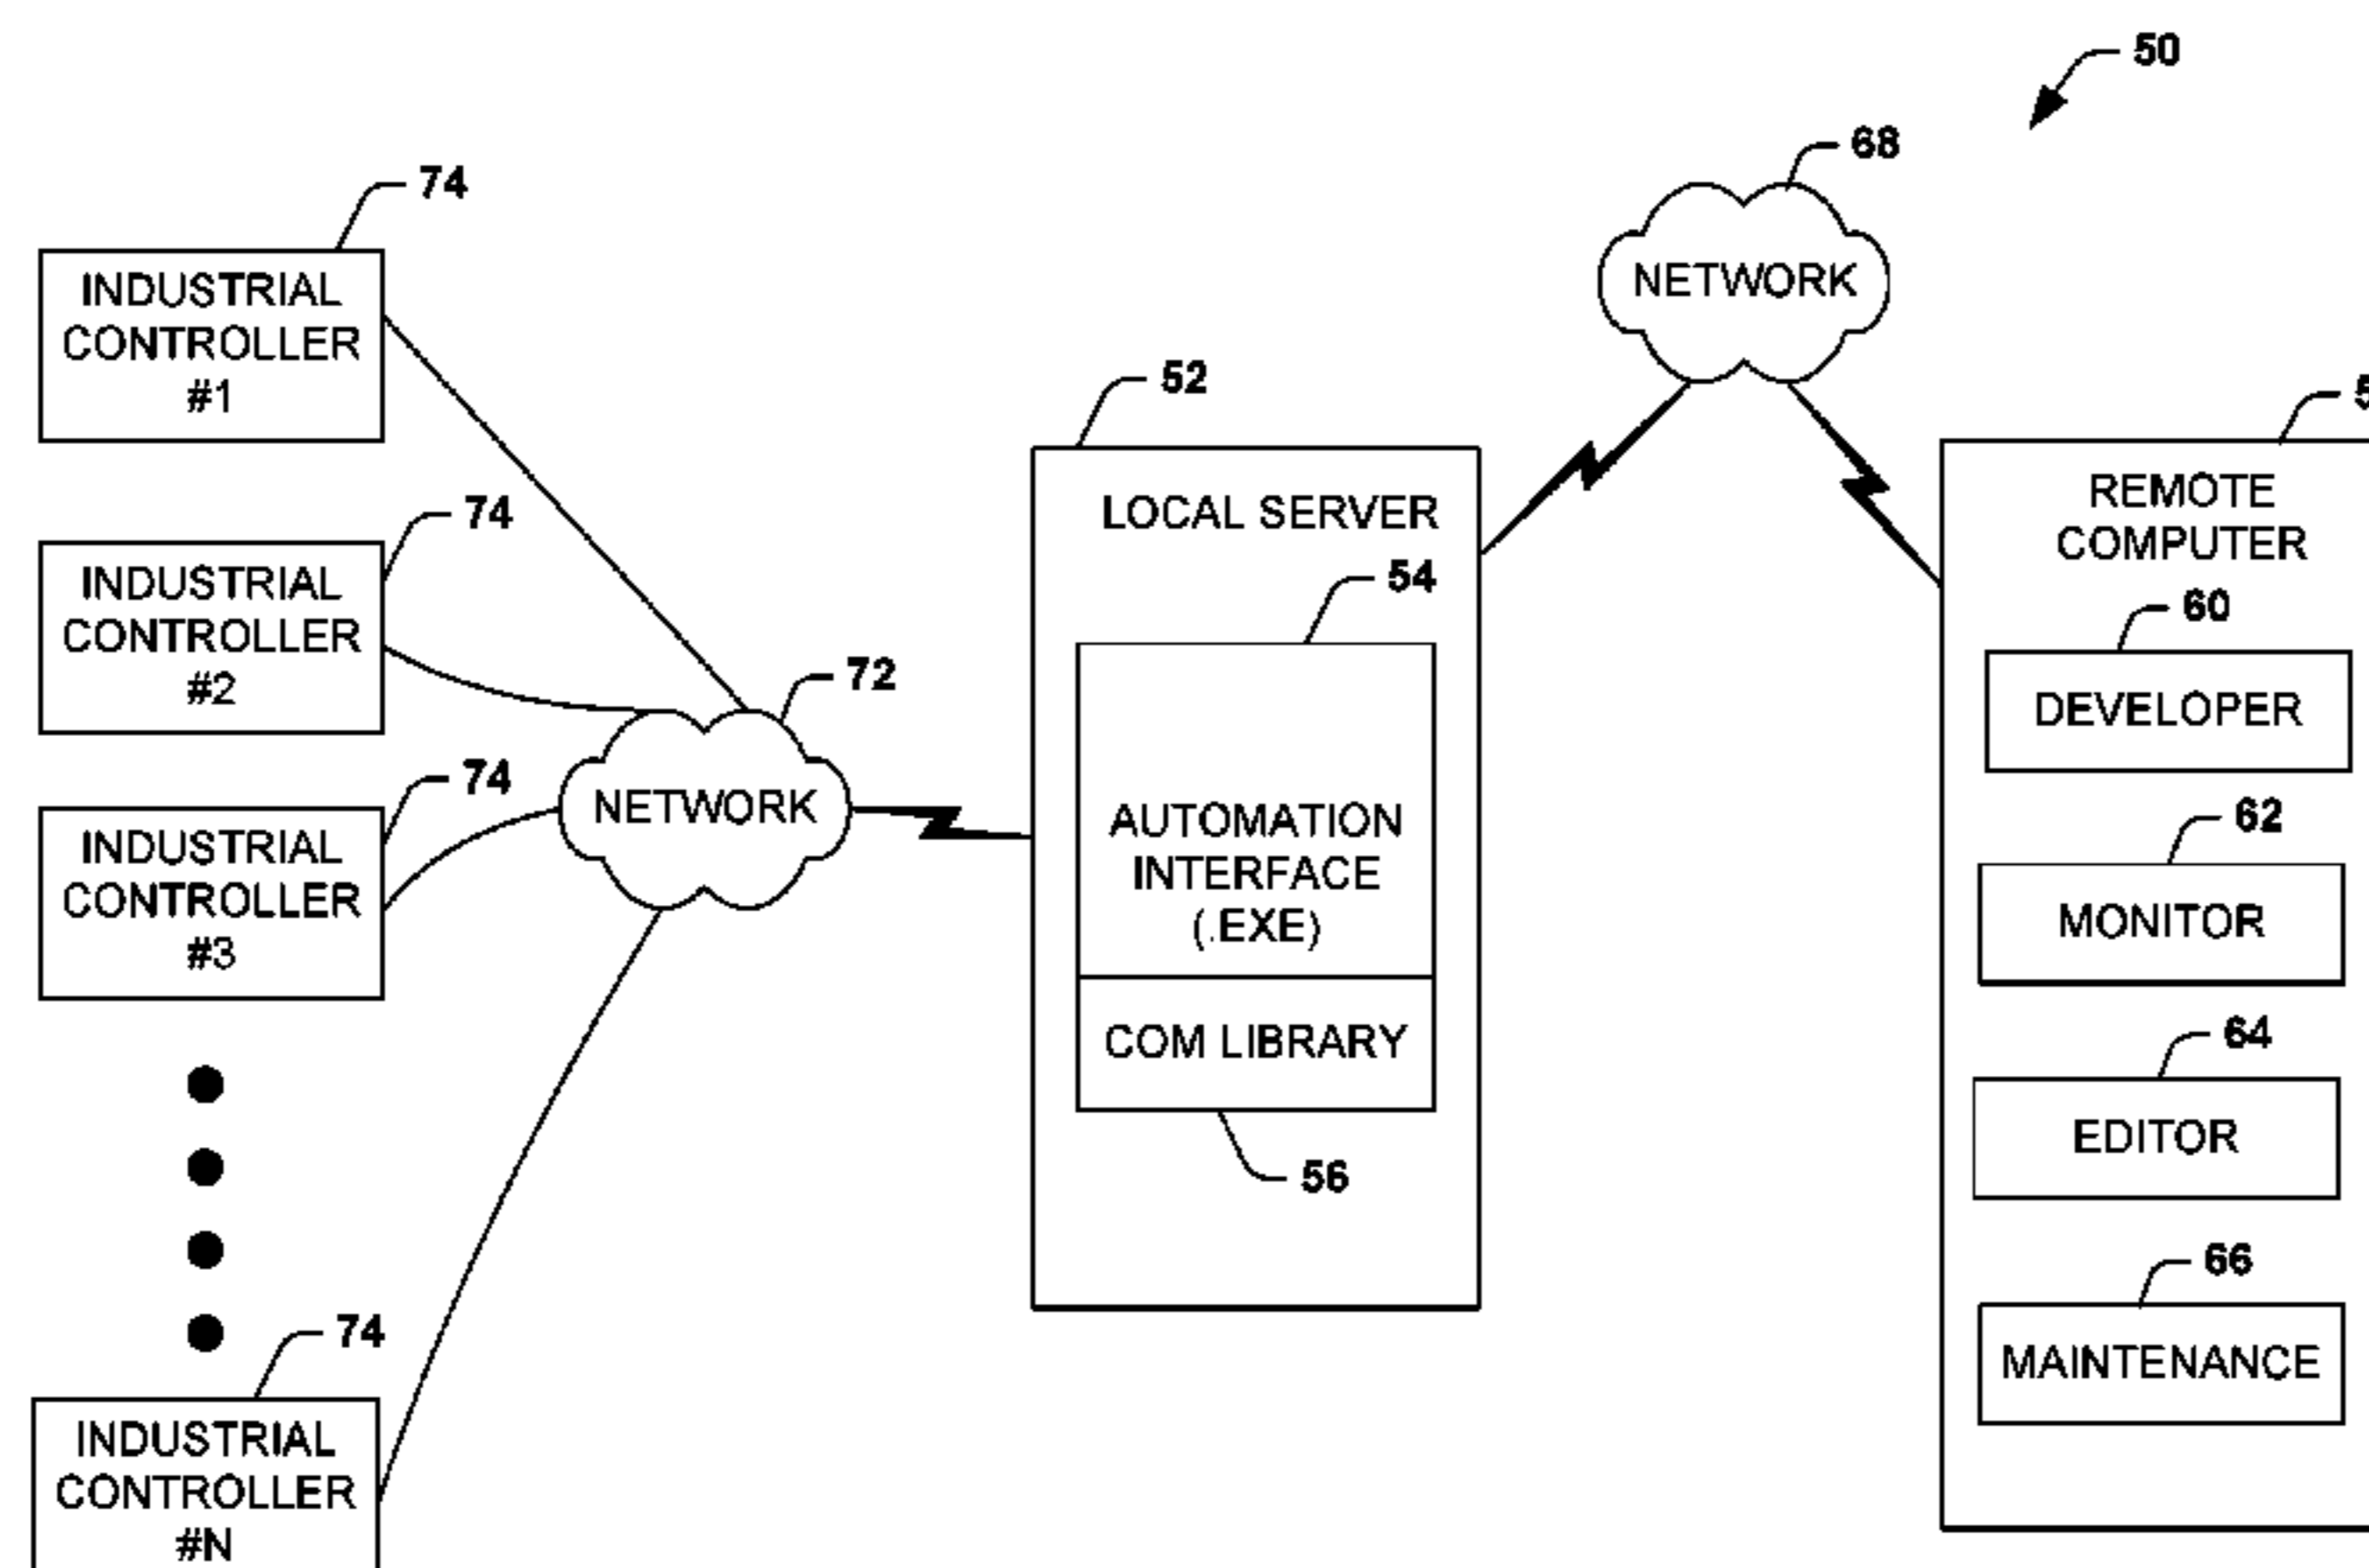 50
68
NETWORK
74
INDUSTRIAL
CONTROLLER
#1
74
INDUSTRIAL
CONTROLLER
#2
74
INDUSTRIAL
CONTROLLER
#3
74
INDUSTRIAL
CONTROLLER
#N
72
NETWORK
52
LOCAL SERVER
54
AUTOMATION
INTERFACE
(.EXE)
COM LIBRARY
56
REMOTE
COMPUTER
60
DEVELOPER
62
MONITOR
64
EDITOR
66
MAINTENANCE